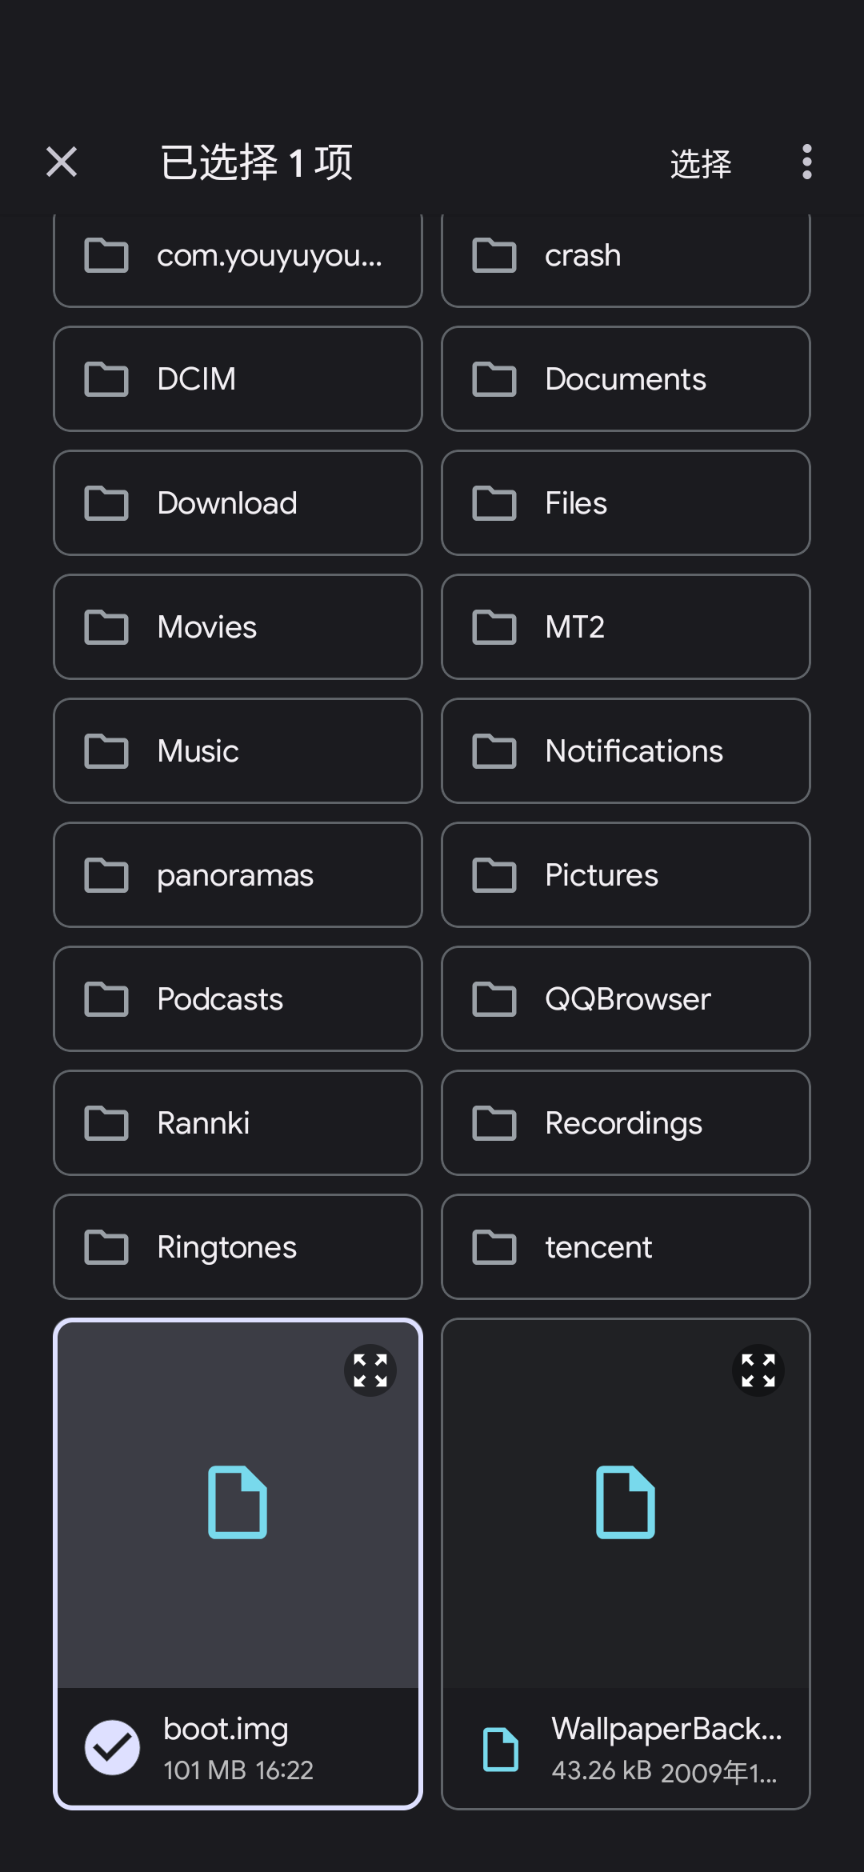 已选择 1 项
选择
com.youyuyou...
crash
DCIM
Documents
Download
Files
Movies
MT2
Music
Notifications
panoramas
Pictures
Podcasts
QQBrowser
Rannki
Recordings
Ringtones
tencent
boot.img
101 MB 16:22
WallpaperBack...
43.26 kB 2009年1...